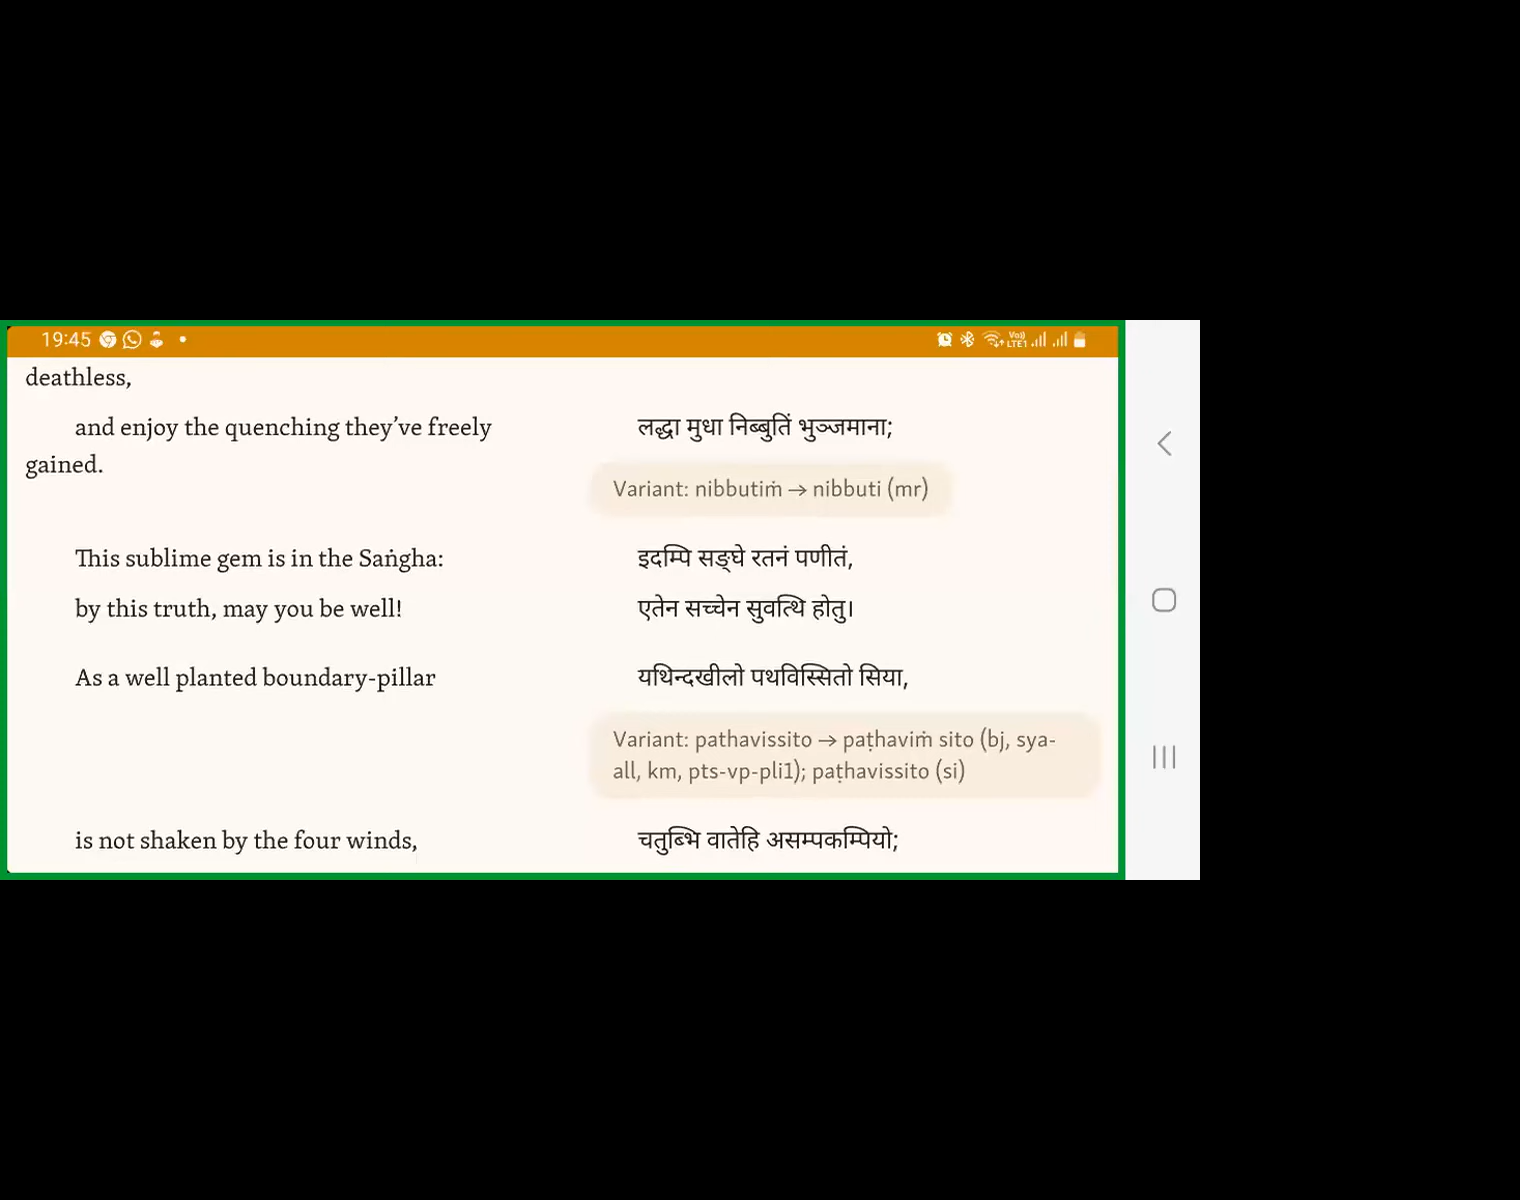 19:45
VoI) LTE1
deathless,
and enjoy the quenching they’ve freely
gained.
लद्धा मुधा निब्बुतिं भुञ्जमाना;
Variant: nibbutiṁ → nibbuti (mr)
This sublime gem is in the Saṅgha:
इदम्पि सङ्घे रतनं पणीतं,
by this truth, may you be well!
एतेन सच्चेन सुवत्थि होतु।
As a well planted boundary-pillar
यथिन्दखीलो पथविस्सितो सिया,
Variant: pathavissito → paṭhaviṁ sito (bj, sya-
all, km, pts-vp-pli1); paṭhavissito (si)
is not shaken by the four winds,
चतुब्भि वातेहि असम्पकम्पियो;